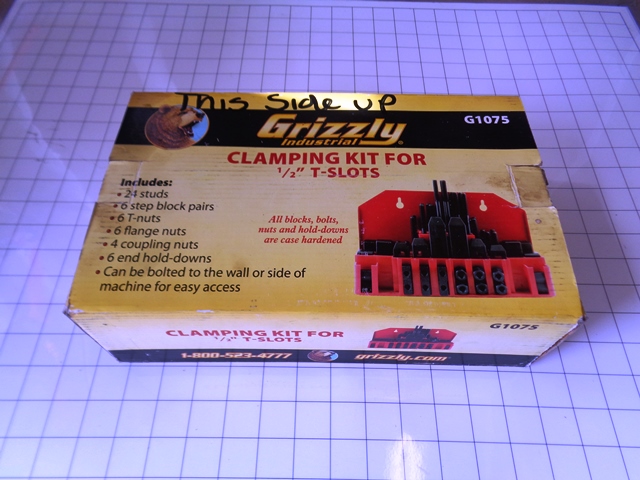 This Side up
Grizzly
Industrial
G1075
CLAMPING KIT FOR
1/2" T-SLOTS
Includes:
• 24 studs
• 6 step block pairs
• 6 T-nuts
• 6 flange nuts
• 4 coupling nuts
• 6 end hold-downs
• Can be bolted to the wall or side of
machine for easy access
All blocks, bolts,
nuts and hold-downs
are case hardened
CLAMPING KIT FOR
1/2" T-SLOTS
G1075
1-800-523-4777
grizzly.com